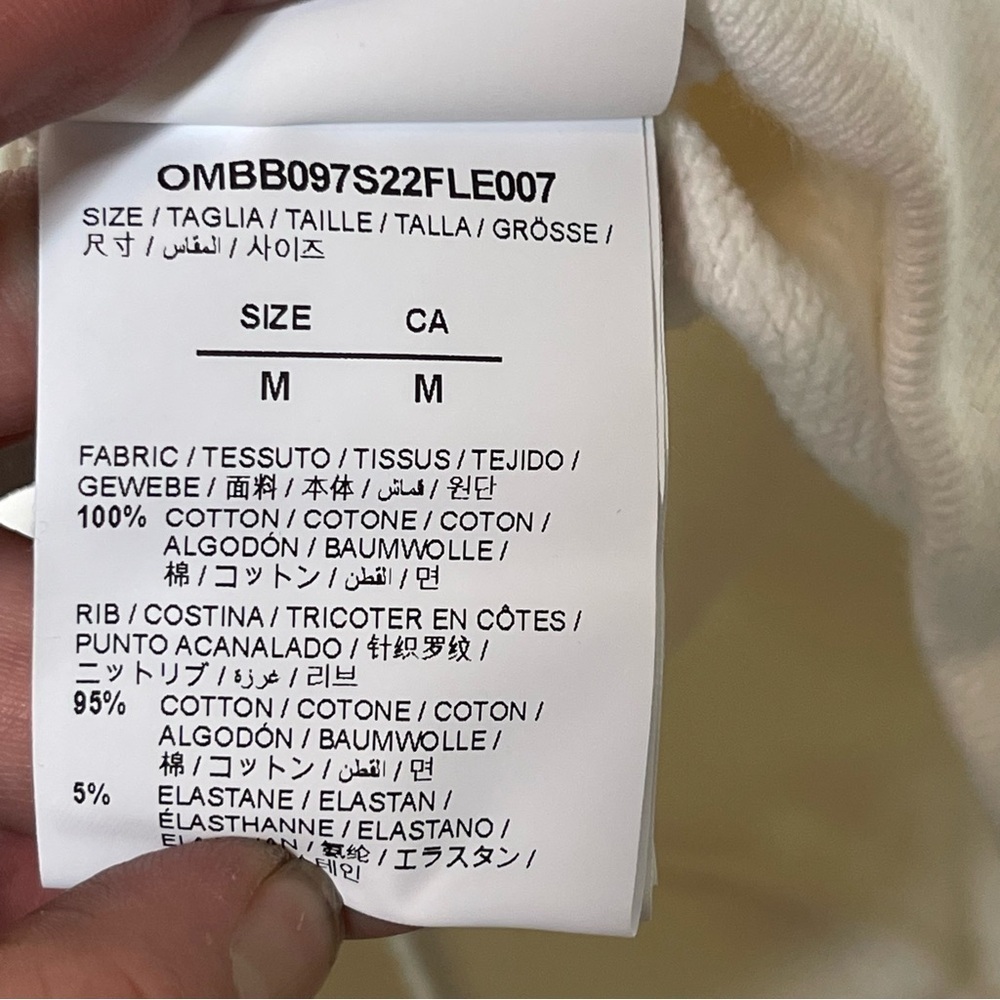 OMBB097S22FLE007
SIZE / TAGLIA / TAILLE / TALLA / GRÖSSE /
尺寸 / المقاس / 사이즈
SIZE CA
M M
FABRIC / TESSUTO / TISSUS / TEJIDO /
GEWEBE / 面料 / 本体 / قماش / 원단
100% COTTON / COTONE / COTON /
ALGODÓN / BAUMWOLLE /
棉 / コットン / القطن / 면
RIB / COSTINA / TRICOTER EN CÔTES /
PUNTO ACANALADO / 针织罗纹 /
ニットリブ / غرزة / 리브
95% COTTON / COTONE / COTON /
ALGODÓN / BAUMWOLLE /
棉 / コットン / القطن / 면
5% ELASTANE / ELASTAN /
ÉLASTHANNE / ELASTANO /
/ 氨纶 / エラスタン /